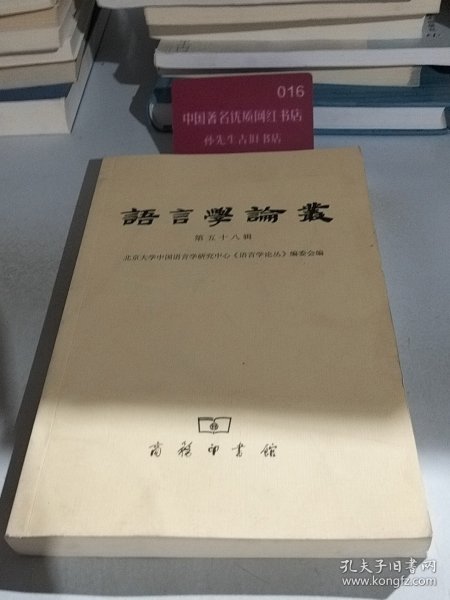 016
中国著名优质网红书店
孙先生古旧书店
語言學論叢
第五十八辑
北京大学中国语言学研究中心《语言学论丛》编委会编
商務印書館
孔夫子旧书网
www.kongfz.com